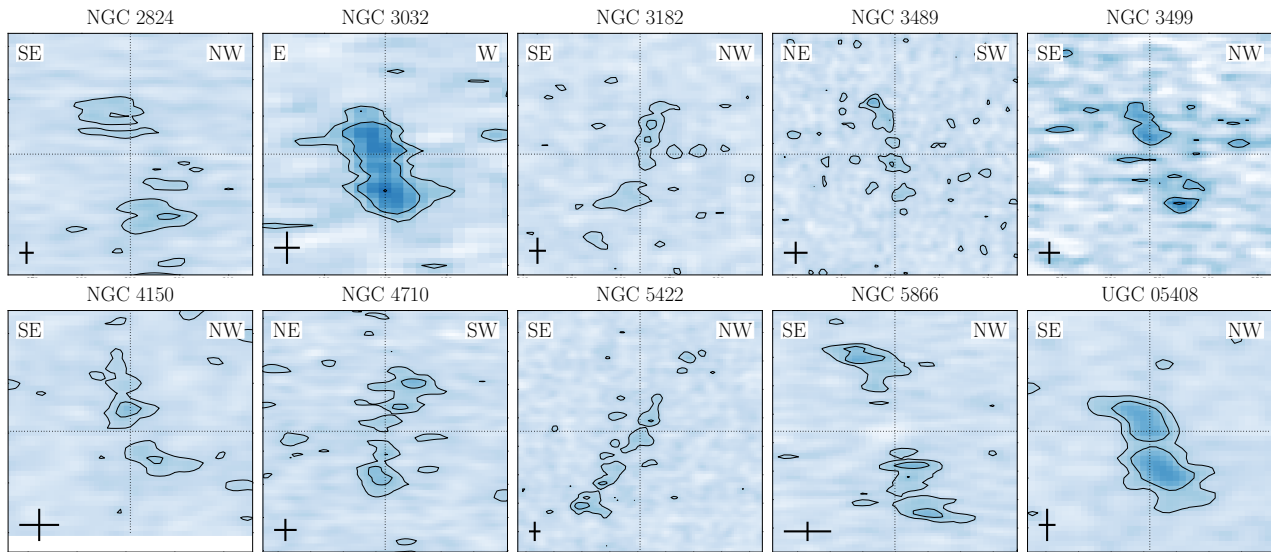 NGC 2824 NGC 3032 NGC 3182 NGC 3489 NGC 3499
SE NW E W SE NW NE SW SE NW
NGC 4150 NGC 4710 NGC 5422 NGC 5866 UGC 05408
SE NW NE SW SE NW SE NW SE NW